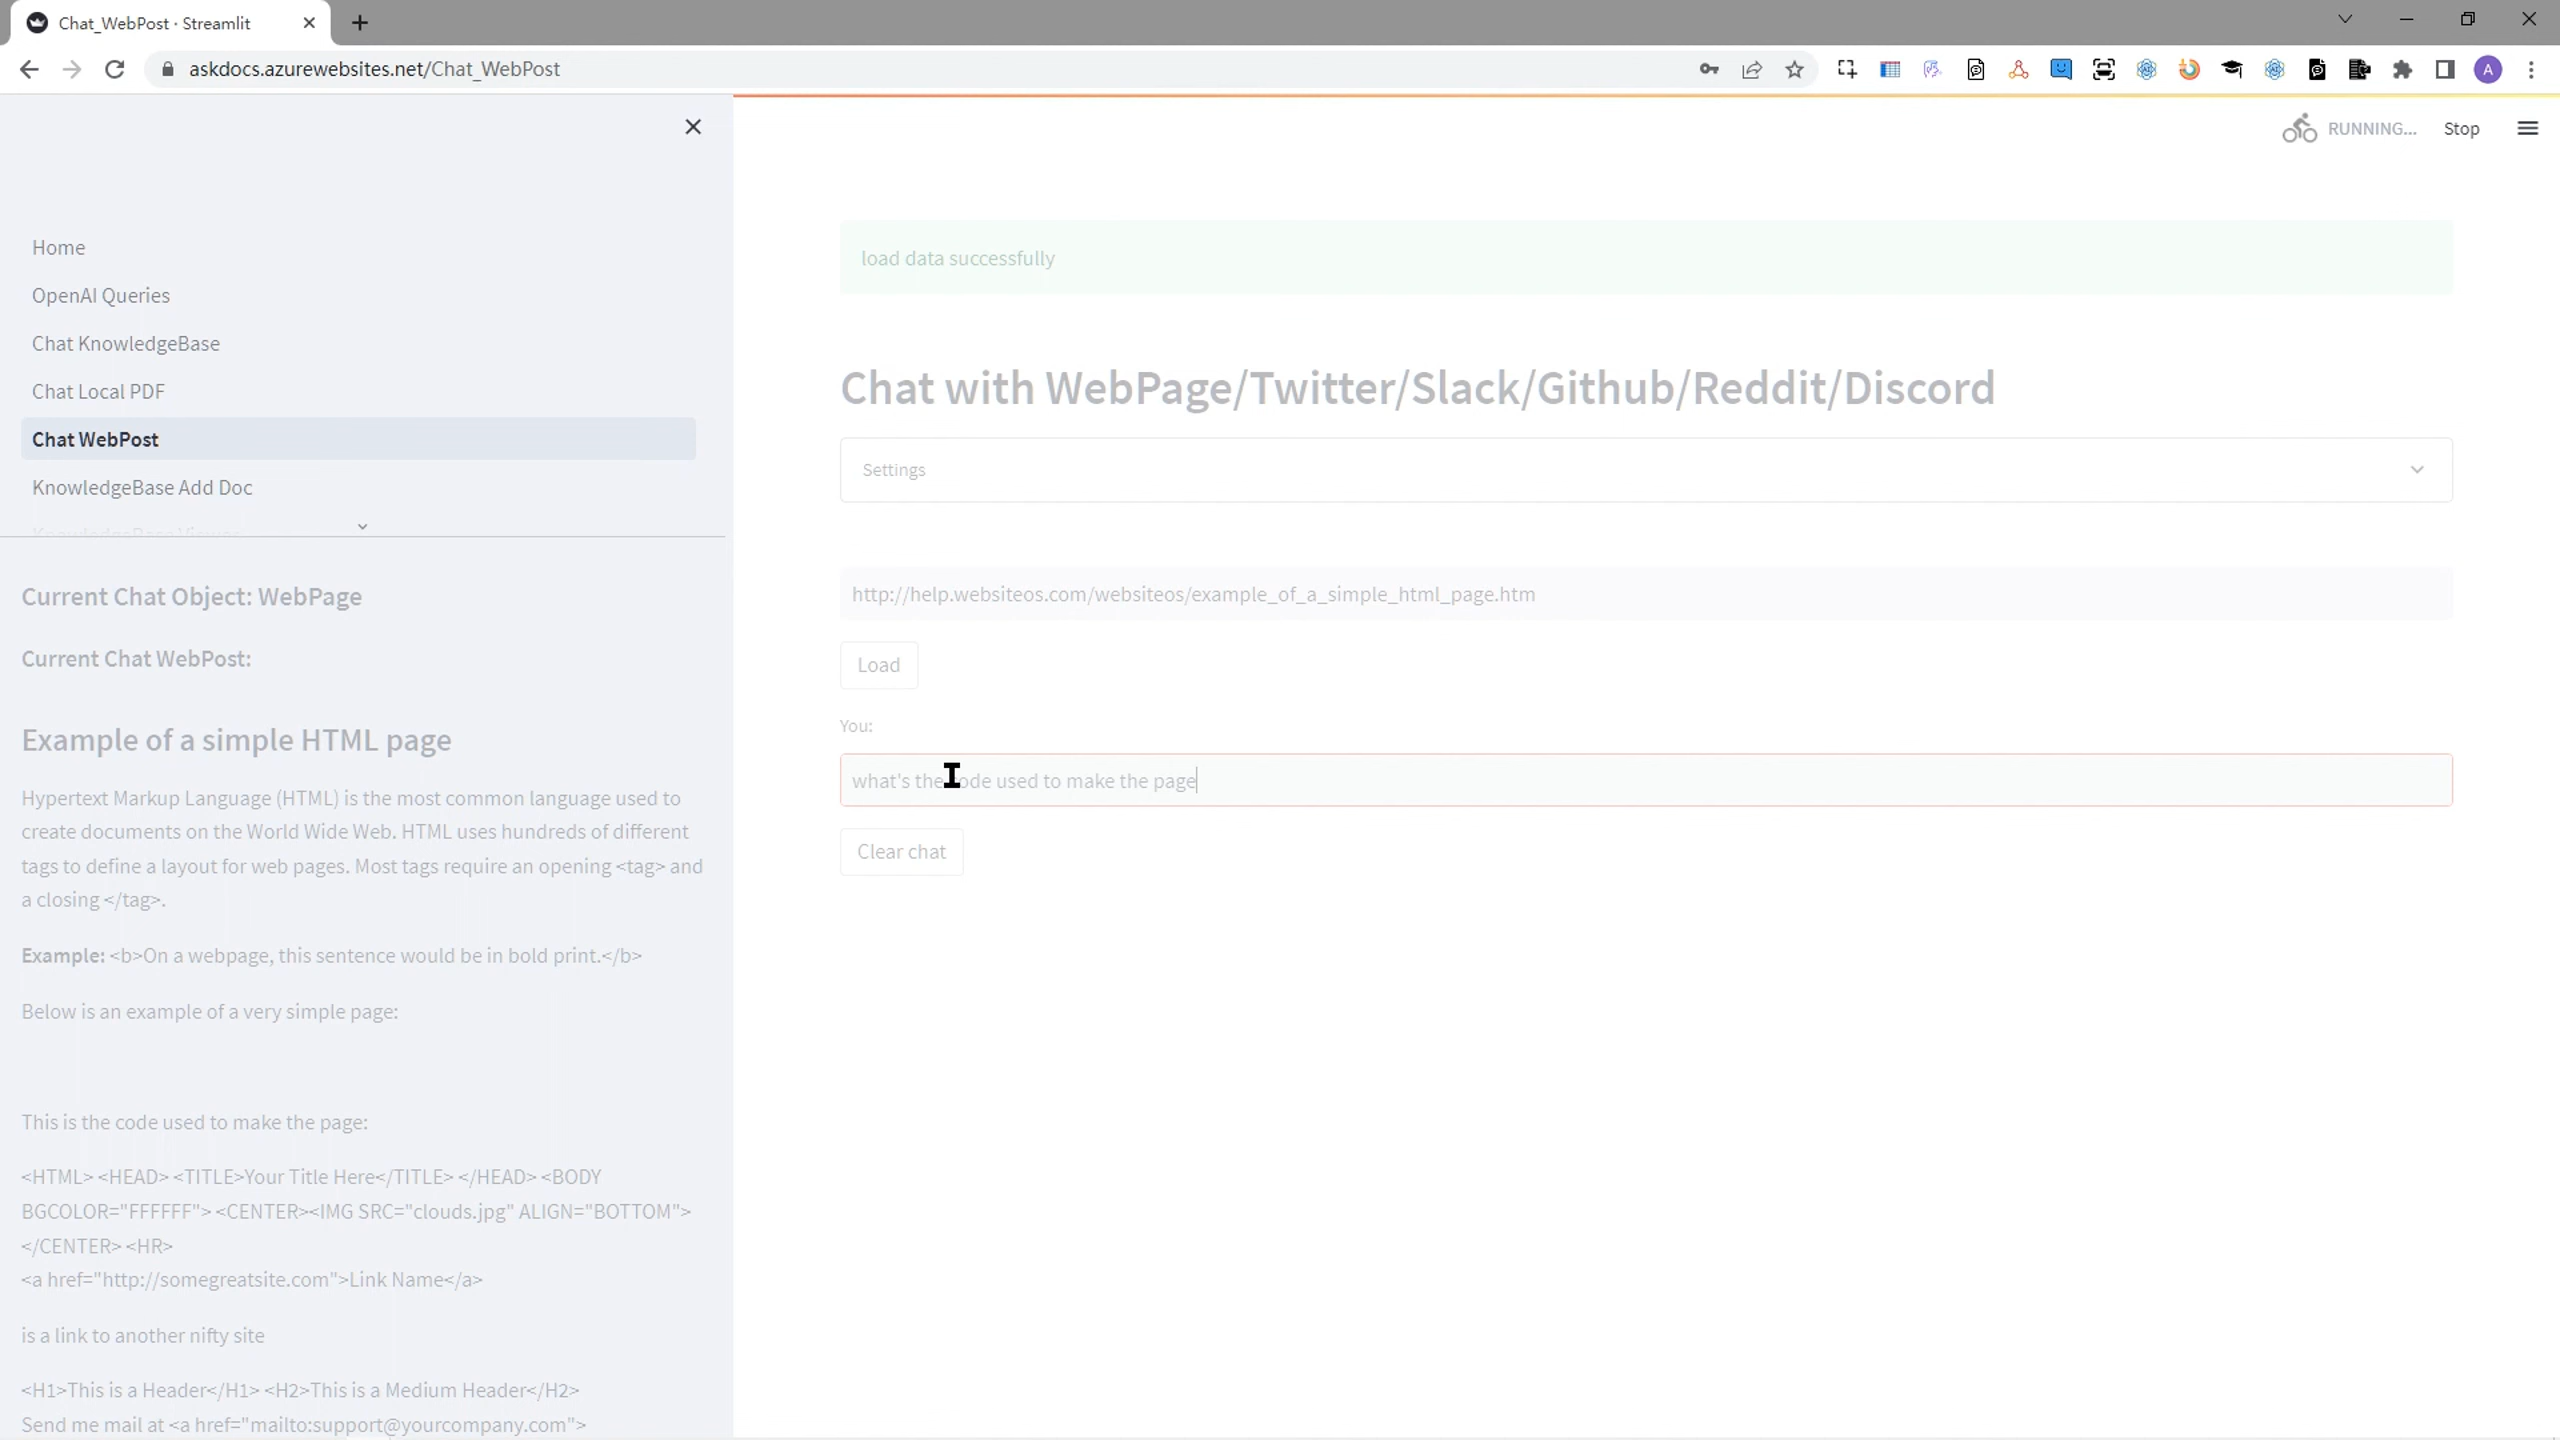 Chat_WebPost · Streamlit
askdocs.azurewebsites.net/Chat_WebPost
A
RUNNING...
Stop
Home
OpenAI Queries
Chat KnowledgeBase
Chat Local PDF
Chat WebPost
KnowledgeBase Add Doc
KnowledgeBase Viewer
Current Chat Object: WebPage
Current Chat WebPost:
Example of a simple HTML page
Hypertext Markup Language (HTML) is the most common language used to
create documents on the World Wide Web. HTML uses hundreds of different
tags to define a layout for web pages. Most tags require an opening <tag> and
a closing </tag>.
Example: <b>On a webpage, this sentence would be in bold print.</b>
Below is an example of a very simple page:
This is the code used to make the page:
<HTML> <HEAD> <TITLE>Your Title Here</TITLE> </HEAD> <BODY
BGCOLOR="FFFFFF"> <CENTER><IMG SRC="clouds.jpg" ALIGN="BOTTOM">
</CENTER> <HR>
<a href="http://somegreatsite.com">Link Name</a>
is a link to another nifty site
<H1>This is a Header</H1> <H2>This is a Medium Header</H2>
Send me mail at <a href="mailto:support@yourcompany.com">
load data successfully
Chat with WebPage/Twitter/Slack/Github/Reddit/Discord
Settings
http://help.websiteos.com/websiteos/example_of_a_simple_html_page.htm
Load
You:
what's the code used to make the page
Clear chat